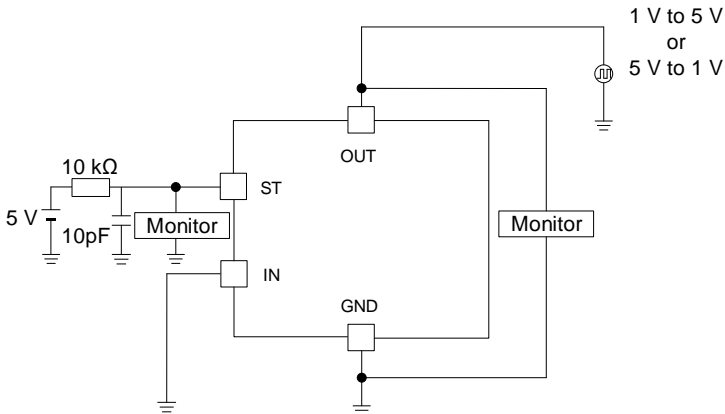 1 V to 5 V
or
5 V to 1 V
OUT
10 kΩ
ST
5 V
10pF
Monitor
Monitor
IN
GND